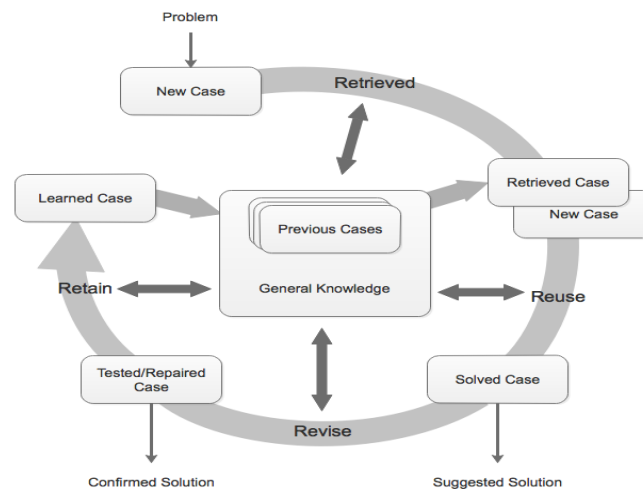 Problem
New Case
Retrieved
Learned Case
Retrieved Case
New Case
Previous Cases
General Knowledge
Retain
Reuse
Tested/Repaired
Case
Solved Case
Revise
Confirmed Solution
Suggested Solution